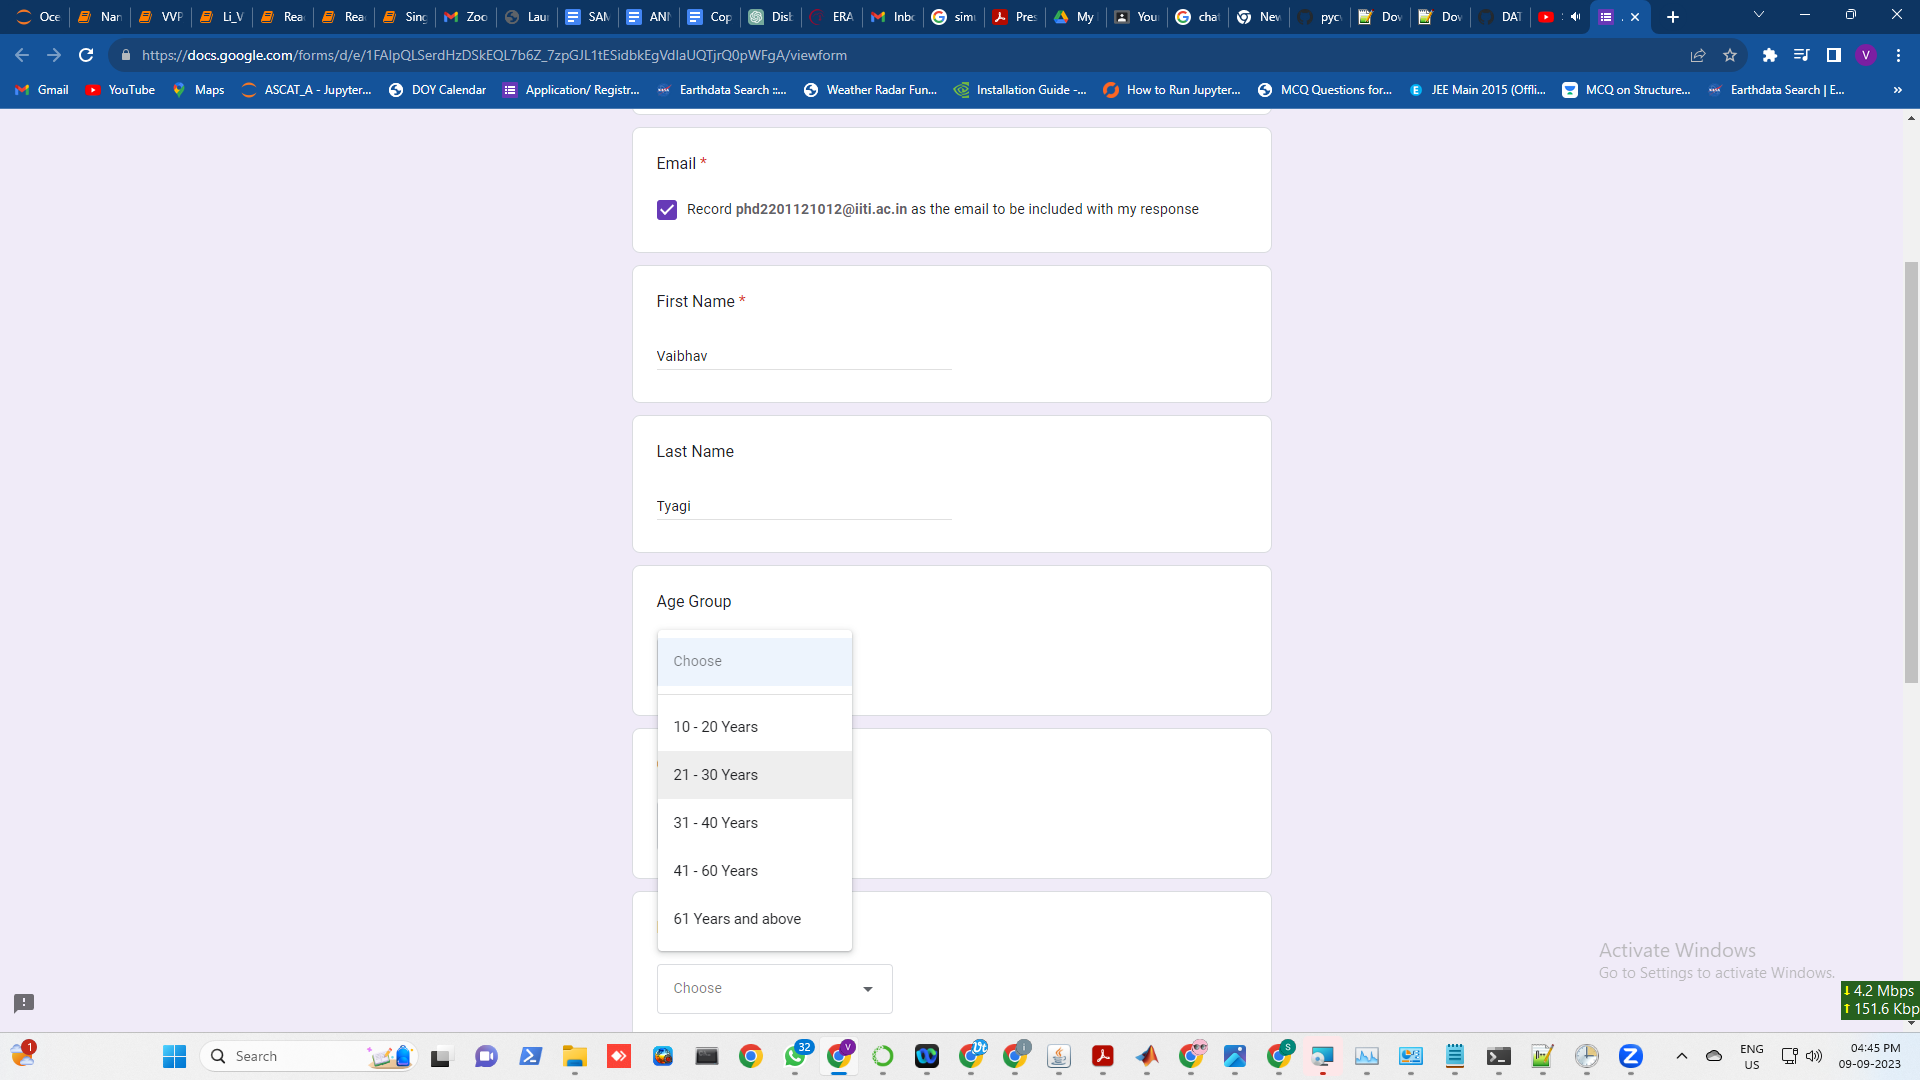 Oce
Nar
VVP
Li_V
Rea
Rea
Sing
Zoo
Lau
SAM
ANN
Cop
Dist
ERA
Inbo
simu
Pres
My
You
chat
New
pyc
Dov
Dov
DAT
https://docs.google.com/forms/d/e/1FAIpQLSerdHzDSkEQL7b6Z_7zpGJL1tESidbkEgVdIaUQTjrQ0pWFgA/viewform
V
Gmail
YouTube
Maps
ASCAT_A - Jupyter...
DOY Calendar
Application/ Registr...
Earthdata Search ::...
Weather Radar Fun...
Installation Guide -...
How to Run Jupyter...
MCQ Questions for...
JEE Main 2015 (Offli...
MCQ on Structure...
Earthdata Search | E...
»
Email *
Record phd2201121012@iiti.ac.in as the email to be included with my response
First Name *
Vaibhav
Last Name
Tyagi
Age Group
Choose
10 - 20 Years
21 - 30 Years
31 - 40 Years
41 - 60 Years
61 Years and above
Choose
Activate Windows
Go to Settings to activate Windows.
4.2 Mbps
151.6 Kbp
1
Search
32
V
S
ENG
US
04:45 PM
09-09-2023